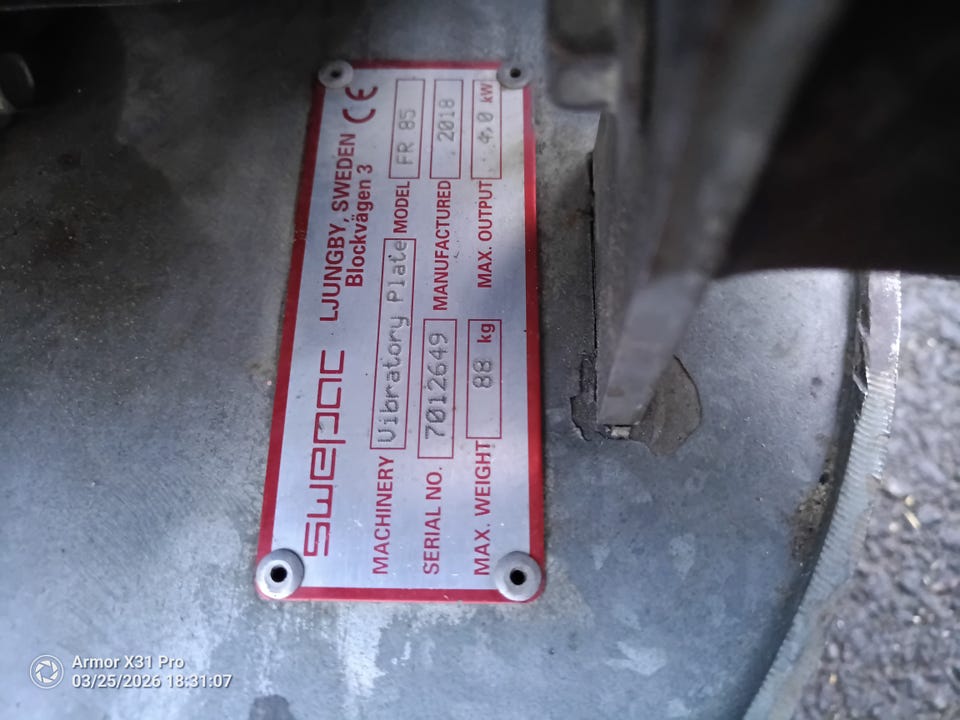 swepac LJUNGBY, SWEDEN CE
Blockvägen 3
MACHINERY Vibratory Plate MODEL FR 85
SERIAL NO. 7012649 MANUFACTURED 2018
MAX. WEIGHT 88 kg MAX. OUTPUT 4,0 kW
Armor X31 Pro
03/25/2026 18:31:07